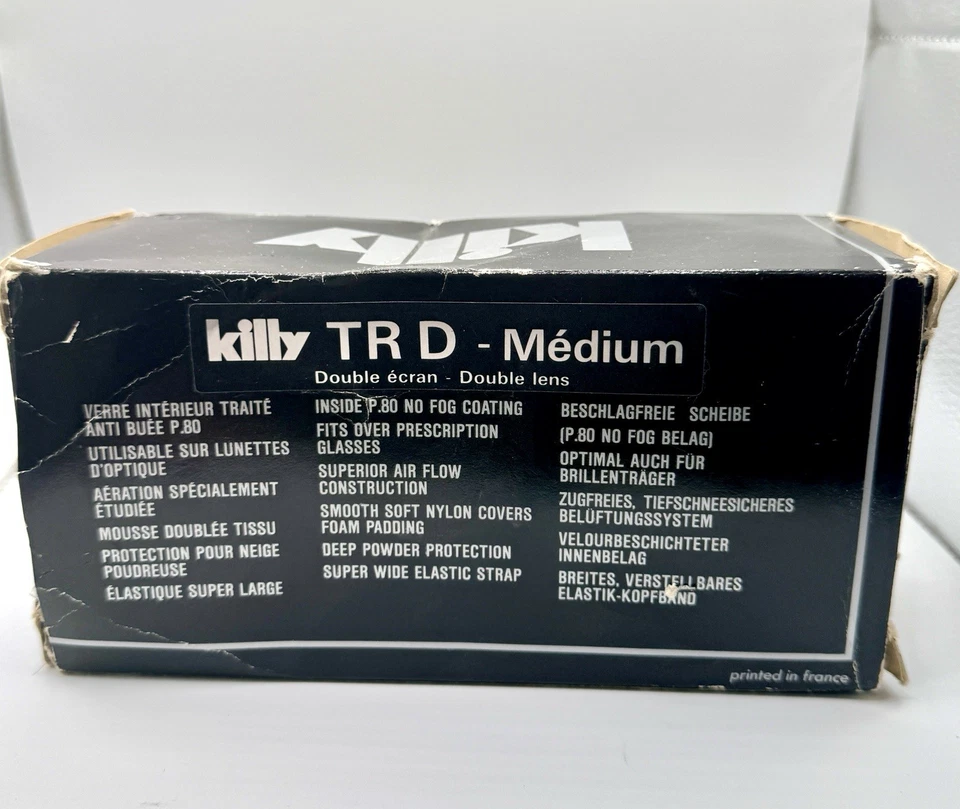 killy
killy TR D - Médium
Double écran - Double lens
VERRE INTÉRIEUR TRAITÉ
ANTI BUÉE P.80
UTILISABLE SUR LUNETTES
D'OPTIQUE
AÉRATION SPÉCIALEMENT
ÉTUDIÉE
MOUSSE DOUBLÉE TISSU
PROTECTION POUR NEIGE
POUDREUSE
ÉLASTIQUE SUPER LARGE
INSIDE P.80 NO FOG COATING
FITS OVER PRESCRIPTION
GLASSES
SUPERIOR AIR FLOW
CONSTRUCTION
SMOOTH SOFT NYLON COVERS
FOAM PADDING
DEEP POWDER PROTECTION
SUPER WIDE ELASTIC STRAP
BESCHLAGFREIE SCHEIBE
(P.80 NO FOG BELAG)
OPTIMAL AUCH FÜR
BRILLENTRÄGER
ZUGFREIES, TIEFSCHNEESICHERES
BELÜFTUNGSSYSTEM
VELOURBESCHICHTETER
INNENBELAG
BREITES, VERSTELLBARES
ELASTIK-KOPFBAND
printed in france